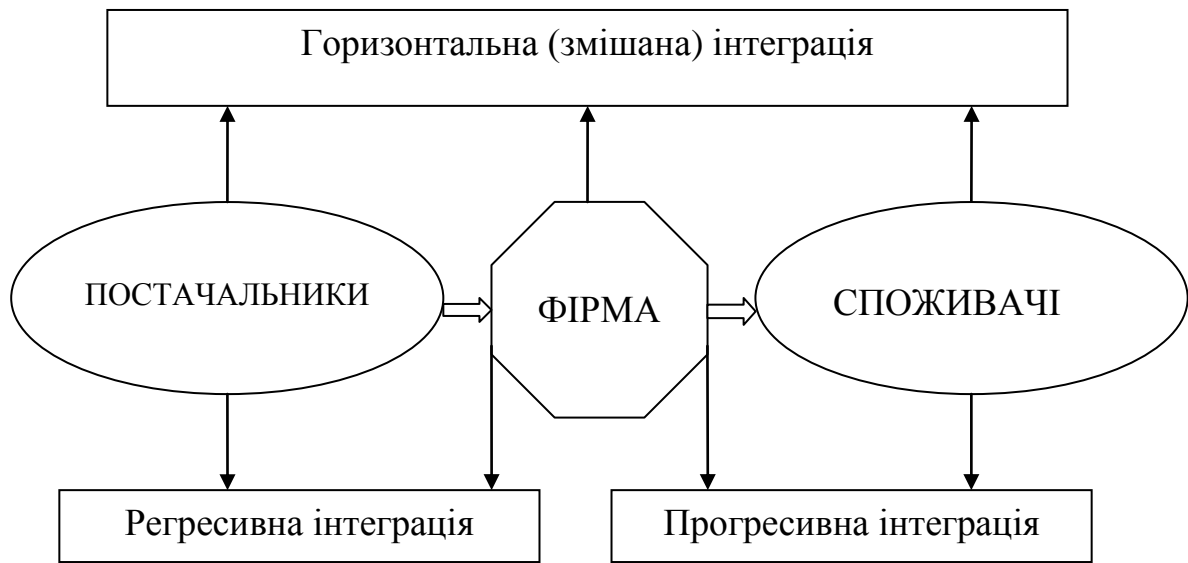 Горизонтальна (змішана) інтеграція
ПОСТАЧАЛЬНИКИ
ФІРМА
СПОЖИВАЧІ
Регресивна інтеграція
Прогресивна інтеграція